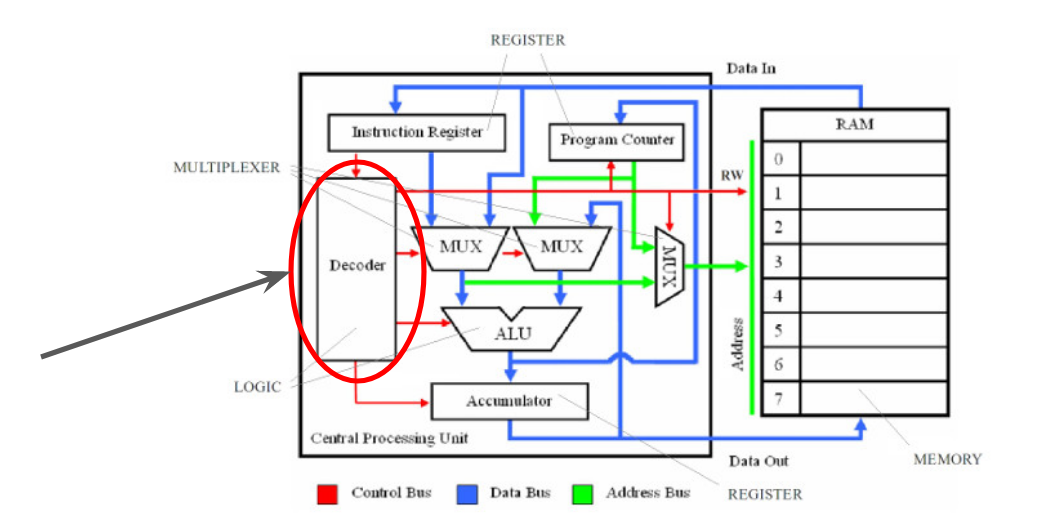 REGISTER
Data In
Instruction Register
Program Counter
RAM
MULTIPLEXER
RW
0
1
2
3
4
5
6
7
MUX
MUX
MUX
Decoder
ALU
Address
LOGIC
Accumulator
Central Processing Unit
Data Out
MEMORY
Control Bus
Data Bus
Address Bus
REGISTER